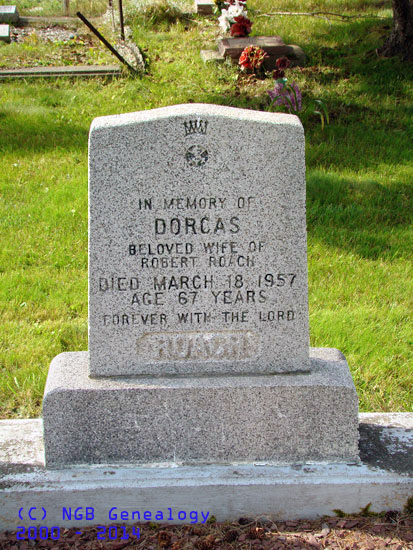 IN MEMORY OF
DORCAS
BELOVED WIFE OF
ROBERT ROACH
DIED MARCH 18, 1957
AGE 67 YEARS
FOREVER WITH THE LORD
ROACH
(C) NGB Genealogy
2000 - 2014